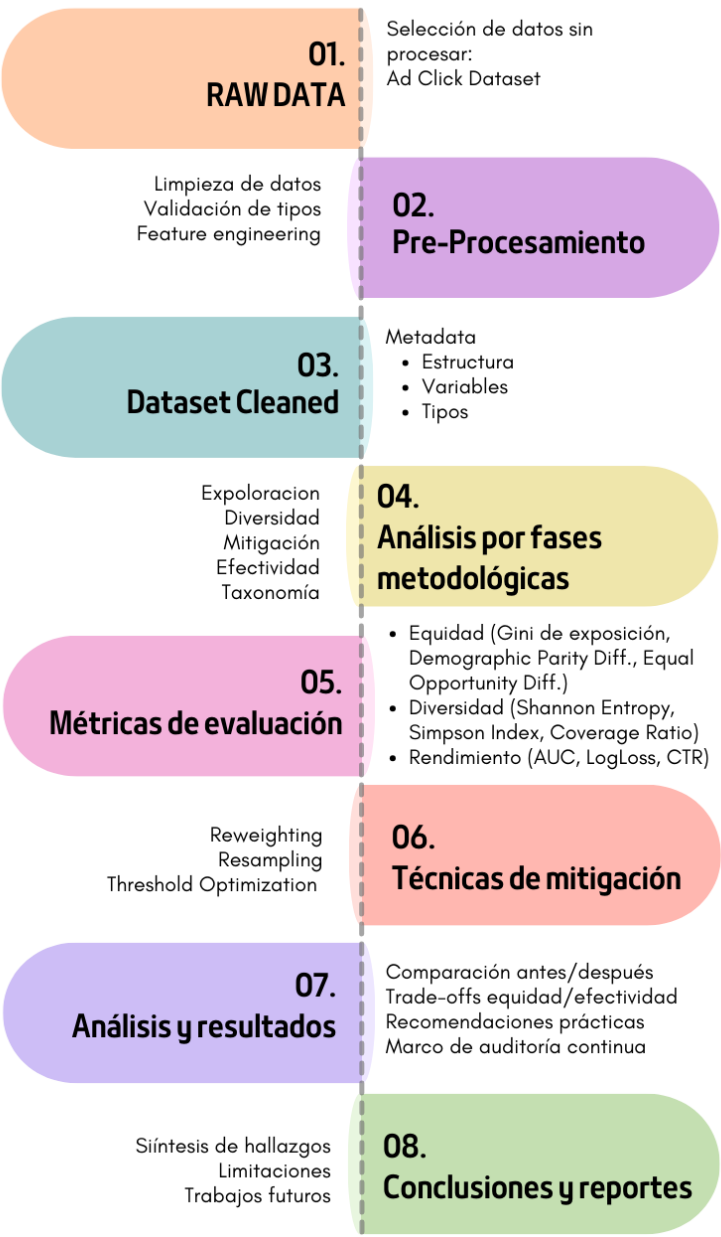 01.
RAW DATA
Selección de datos sin
procesar:
Ad Click Dataset
Limpieza de datos
Validación de tipos
Feature engineering
02.
Pre-Procesamiento
03.
Dataset Cleaned
Metadata
• Estructura
• Variables
• Tipos
Expoloracion
Diversidad
Mitigación
Efectividad
Taxonomía
04.
Análisis por fases
metodológicas
05.
Métricas de evaluación
• Equidad (Gini de exposición,
Demographic Parity Diff., Equal
Opportunity Diff.)
• Diversidad (Shannon Entropy,
Simpson Index, Coverage Ratio)
• Rendimiento (AUC, LogLoss, CTR)
Reweighting
Resampling
Threshold Optimization
06.
Técnicas de mitigación
07.
Análisis y resultados
Comparación antes/después
Trade-offs equidad/efectividad
Recomendaciones prácticas
Marco de auditoría continua
Siíntesis de hallazgos
Limitaciones
Trabajos futuros
08.
Conclusiones y reportes